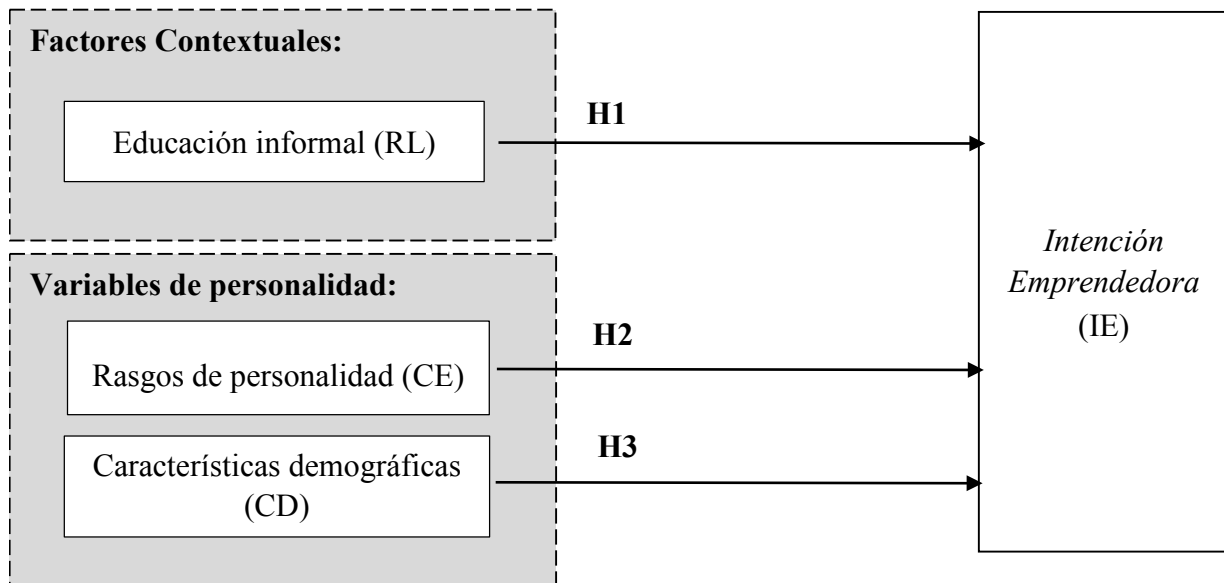 Factores Contextuales:
Educación informal (RL)
H1
Variables de personalidad:
Rasgos de personalidad (CE)
H2
Característísticas demográficas
(CD)
H3
Intención
Emprendedora
(IE)